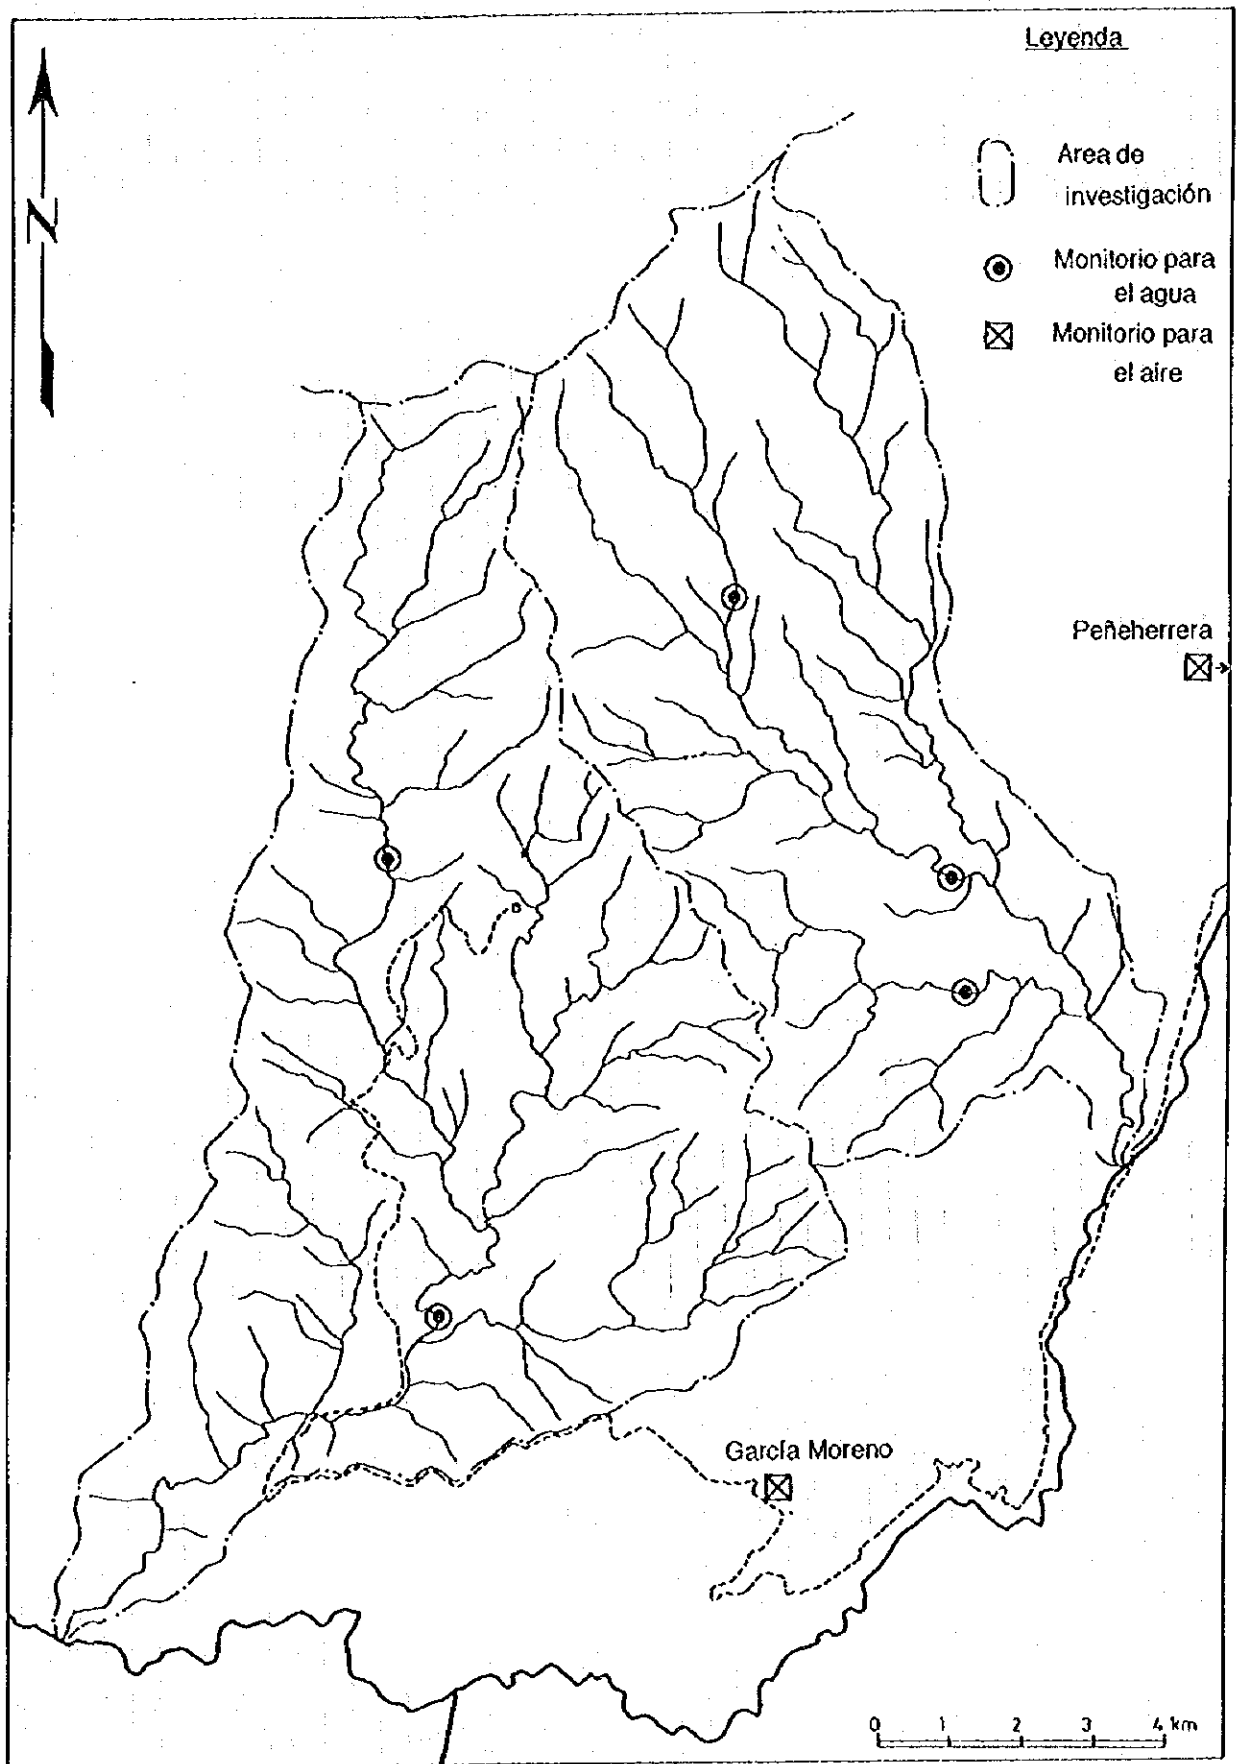 Leyenda
Area de
investigación
Monitorio para
el agua
Monitorio para
el aire
N
Peñeherrera
García Moreno
0 1 2 3 4 km